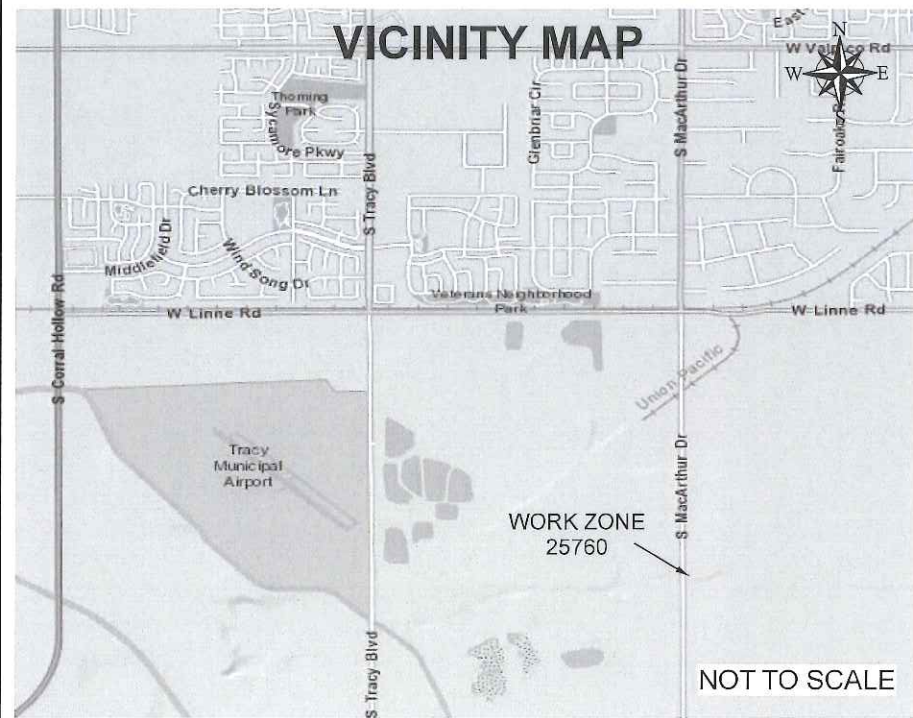 VICINITY MAP
East-
N
W Valpico Rd
W
E
S
Thoming
Park
Sycamore Pkwy
Glenbriar Cir
S MacArthur Dr
Fairoaks
Cherry Blossom Ln
S Tracy Blvd
Middlefield Dr
Wind Song Dr
Veterans Neighborhood
Park
W Linne Rd
W Linne Rd
S Corral Hollow Rd
Union Pacific
Tracy
Municipal
Airport
S MacArthur Dr
WORK ZONE
25760
S Tracy Blvd
NOT TO SCALE